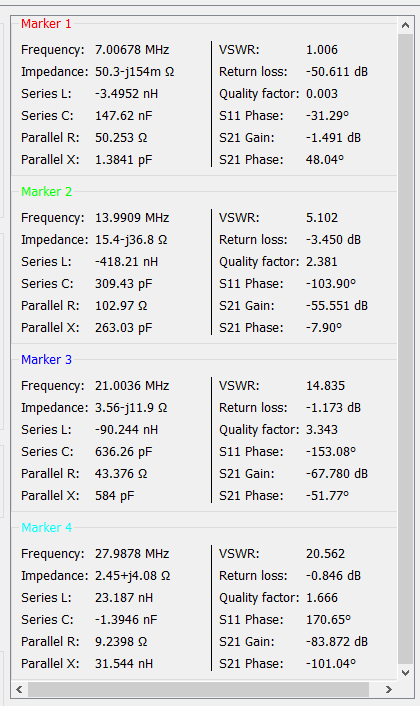 Marker 1
Frequency: 7.00678 MHz VSWR: 1.006
Impedance: 50.3-j154m Ω Return loss: -50.611 dB
Series L: -3.4952 nH Quality factor: 0.003
Series C: 147.62 nF S11 Phase: -31.29°
Parallel R: 50.253 Ω S21 Gain: -1.491 dB
Parallel X: 1.3841 pF S21 Phase: 48.04°
Marker 2
Frequency: 13.9909 MHz VSWR: 5.102
Impedance: 15.4-j36.8 Ω Return loss: -3.450 dB
Series L: -418.21 nH Quality factor: 2.381
Series C: 309.43 pF S11 Phase: -103.90°
Parallel R: 102.97 Ω S21 Gain: -55.551 dB
Parallel X: 263.03 pF S21 Phase: -7.90°
Marker 3
Frequency: 21.0036 MHz VSWR: 14.835
Impedance: 3.56-j11.9 Ω Return loss: -1.173 dB
Series L: -90.244 nH Quality factor: 3.343
Series C: 636.26 pF S11 Phase: -153.08°
Parallel R: 43.376 Ω S21 Gain: -67.780 dB
Parallel X: 584 pF S21 Phase: -51.77°
Marker 4
Frequency: 27.9878 MHz VSWR: 20.562
Impedance: 2.45+j4.08 Ω Return loss: -0.846 dB
Series L: 23.187 nH Quality factor: 1.666
Series C: -1.3946 nF S11 Phase: 170.65°
Parallel R: 9.2398 Ω S21 Gain: -83.872 dB
Parallel X: 31.544 nH S21 Phase: -101.04°